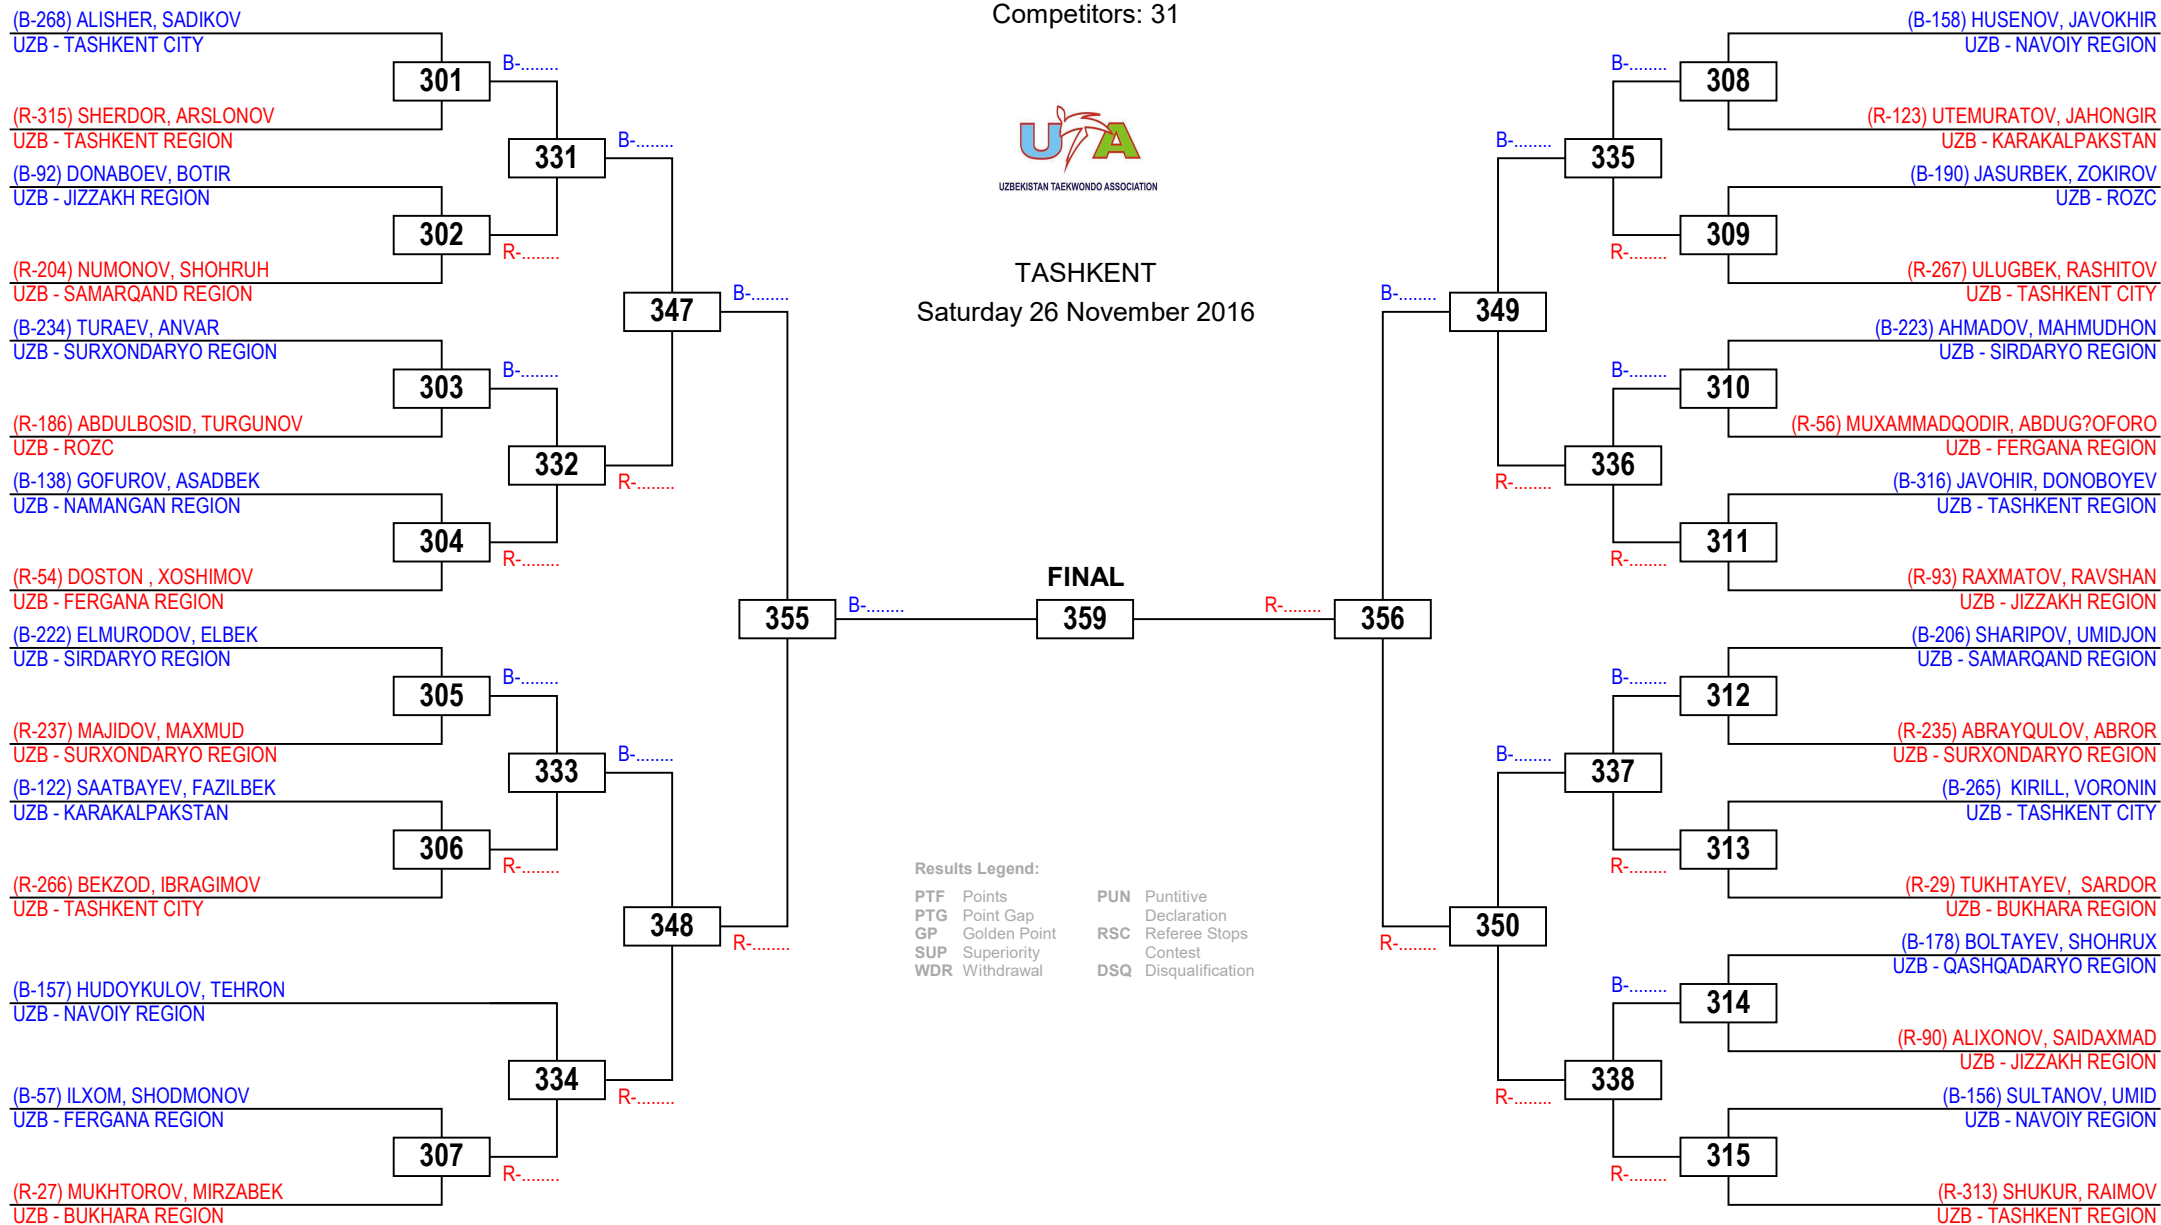 Competitors: 31
UTA
UZBEKISTAN TAEKWONDO ASSOCIATION
TASHKENT
Saturday 26 November 2016
(B-268) ALISHER, SADIKOV
UZB - TASHKENT CITY
301
(R-315) SHERDOR, ARSLONOV
UZB - TASHKENT REGION
(B-92) DONABOEV, BOTIR
UZB - JIZZAKH REGION
302
(R-204) NUMONOV, SHOHRUH
UZB - SAMARQAND REGION
(B-234) TURAEV, ANVAR
UZB - SURXONDARYO REGION
303
(R-186) ABDULBOSID, TURGUNOV
UZB - ROZC
(B-138) GOFUROV, ASADBEK
UZB - NAMANGAN REGION
304
(R-54) DOSTON , XOSHIMOV
UZB - FERGANA REGION
(B-222) ELMURODOV, ELBEK
UZB - SIRDARYO REGION
305
(R-237) MAJIDOV, MAXMUD
UZB - SURXONDARYO REGION
(B-122) SAATBAYEV, FAZILBEK
UZB - KARAKALPAKSTAN
306
(R-266) BEKZOD, IBRAGIMOV
UZB - TASHKENT CITY
(B-157) HUDOYKULOV, TEHRON
UZB - NAVOIY REGION
(B-57) ILXOM, SHODMONOV
UZB - FERGANA REGION
307
(R-27) MUKHTOROV, MIRZABEK
UZB - BUKHARA REGION
B-........
331
R-........
B-........
332
R-........
B-........
333
R-........
334
R-........
B-........
347
R-........
B-........
348
R-........
B-........
355
R-........
B-........
FINAL
359
R-........
356
B-........
349
R-........
350
B-........
335
R-........
336
B-........
337
R-........
338
B-........
R-........
B-........
R-........
B-........
R-........
B-........
R-........
(B-158) HUSENOV, JAVOKHIR
UZB - NAVOIY REGION
308
(R-123) UTEMURATOV, JAHONGIR
UZB - KARAKALPAKSTAN
(B-190) JASURBEK, ZOKIROV
UZB - ROZC
309
(R-267) ULUGBEK, RASHITOV
UZB - TASHKENT CITY
(B-223) AHMADOV, MAHMUDHON
UZB - SIRDARYO REGION
310
(R-56) MUXAMMADQODIR, ABDUG?OFORO
UZB - FERGANA REGION
(B-316) JAVOHIR, DONOBOYEV
UZB - TASHKENT REGION
311
(R-93) RAXMATOV, RAVSHAN
UZB - JIZZAKH REGION
(B-206) SHARIPOV, UMIDJON
UZB - SAMARQAND REGION
312
(R-235) ABRAYQULOV, ABROR
UZB - SURXONDARYO REGION
(B-265)  KIRILL, VORONIN
UZB - TASHKENT CITY
313
(R-29) TUKHTAYEV,  SARDOR
UZB - BUKHARA REGION
(B-178) BOLTAYEV, SHOHRUX
UZB - QASHQADARYO REGION
314
(R-90) ALIXONOV, SAIDAXMAD
UZB - JIZZAKH REGION
(B-156) SULTANOV, UMID
UZB - NAVOIY REGION
315
(R-313) SHUKUR, RAIMOV
UZB - TASHKENT REGION
Results Legend:
PTF Points
PTG Point Gap
GP Golden Point
SUP Superiority
WDR Withdrawal
PUN Puntitive
Declaration
RSC Referee Stops
Contest
DSQ Disqualification